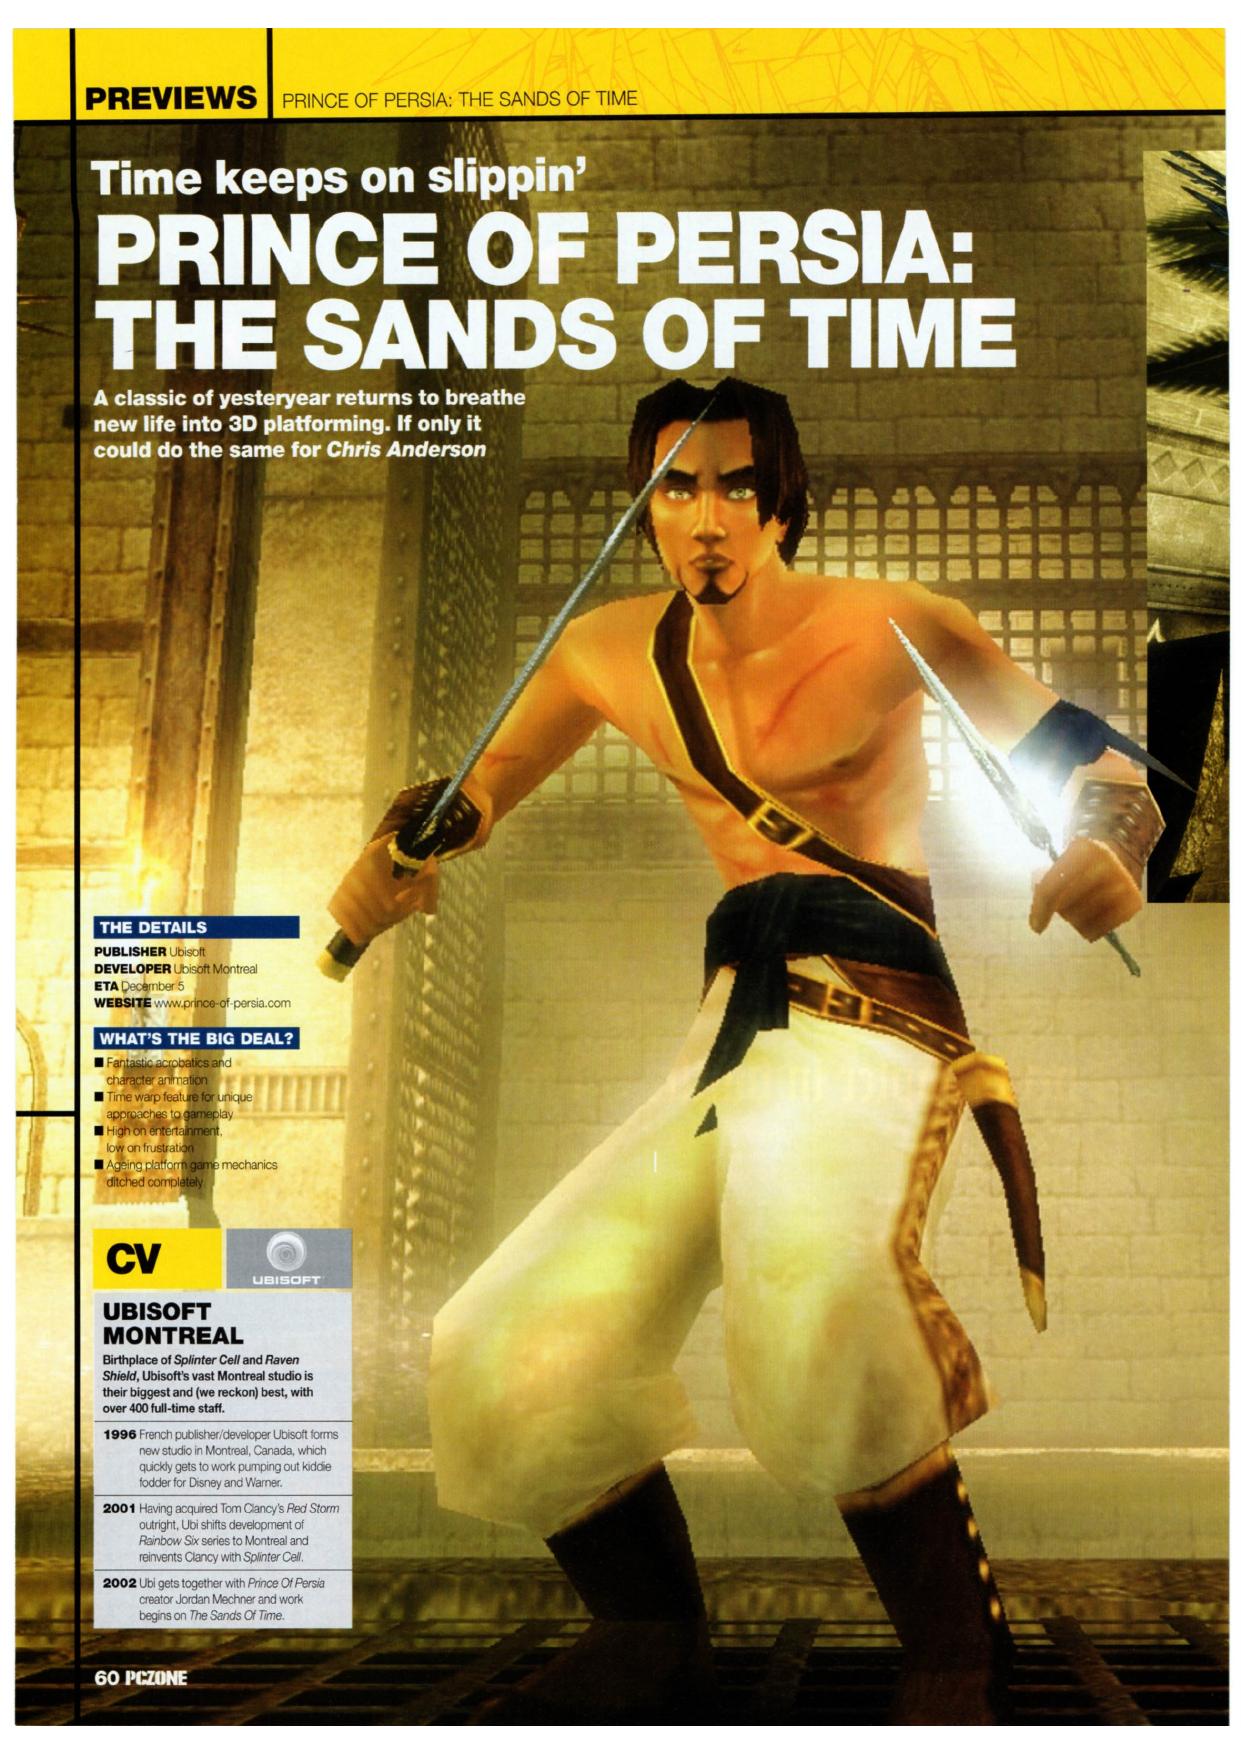 PREVIEWS PRINCE OF PERSIA: THE SANDS OF TIME
Time keeps on slippin'
PRINCE OF PERSIA:
THE SANDS OF TIME
A classic of yesteryear returns to breathe
new life into 3D platforming. If only it
could do the same for Chris Anderson
THE DETAILS
PUBLISHER Ubisoft
DEVELOPER Ubisoft Montreal
ETA December 5
WEBSITE www.prince-of-persia.com
WHAT'S THE BIG DEAL?
■ Fantastic acrobatics and
character animation
■ Time warp feature for unique
approaches to gameplay
■ High on entertainment,
low on frustration
■ Ageing platform game mechanics
ditched completely
CV
UBISOFT
UBISOFT
MONTREAL
Birthplace of Splinter Cell and Raven
Shield, Ubisoft's vast Montreal studio is
their biggest and (we reckon) best, with
over 400 full-time staff.
1996 French publisher/developer Ubisoft forms
new studio in Montreal, Canada, which
quickly gets to work pumping out kiddie
fodder for Disney and Warner.
2001 Having acquired Tom Clancy's Red Storm
outright, Ubi shifts development of
Rainbow Six series to Montreal and
reinvents Clancy with Splinter Cell.
2002 Ubi gets together with Prince Of Persia
creator Jordan Mechner and work
begins on The Sands Of Time.
60 PCZONE